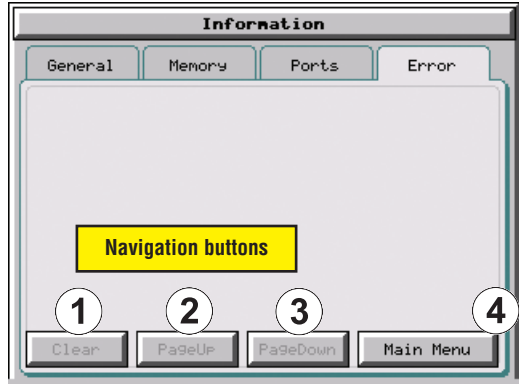 Information
General Memory Ports Error
Navigation buttons
1 2 3 4
Clear PageUp PageDown Main Menu